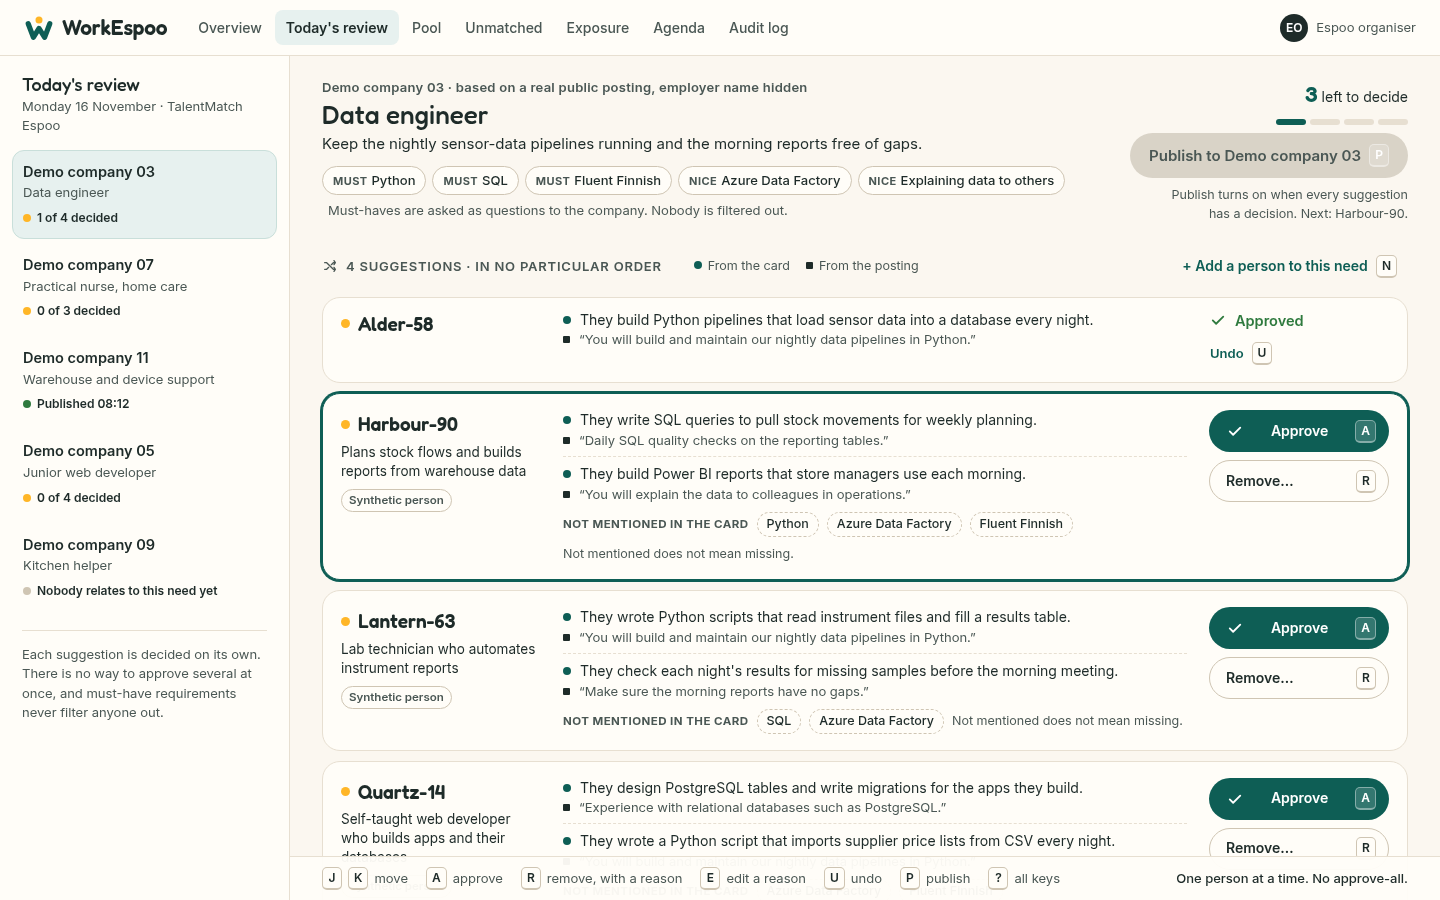 WorkEspoo
Overview
Today's review
Pool
Unmatched
Exposure
Agenda
Audit log
EO
Espoo organiser
Today's review
Monday 16 November · TalentMatch
Espoo
Demo company 03
Data engineer
1 of 4 decided
Demo company 07
Practical nurse, home care
0 of 3 decided
Demo company 11
Warehouse and device support
Published 08:12
Demo company 05
Junior web developer
0 of 4 decided
Demo company 09
Kitchen helper
Nobody relates to this need yet
Each suggestion is decided on its own.
There is no way to approve several at
once, and must-have requirements
never filter anyone out.
Demo company 03 · based on a real public posting, employer name hidden
Data engineer
Keep the nightly sensor-data pipelines running and the morning reports free of gaps.
MUST Python
MUST SQL
MUST Fluent Finnish
NICE Azure Data Factory
NICE Explaining data to others
Must-haves are asked as questions to the company. Nobody is filtered out.
3 left to decide
Publish to Demo company 03 P
Publish turns on when every suggestion
has a decision. Next: Harbour-90.
4 SUGGESTIONS · IN NO PARTICULAR ORDER
From the card
From the posting
+ Add a person to this need N
Alder-58
They build Python pipelines that load sensor data into a database every night.
“You will build and maintain our nightly data pipelines in Python.”
Approved
Undo U
Harbour-90
Plans stock flows and builds
reports from warehouse data
Synthetic person
They write SQL queries to pull stock movements for weekly planning.
“Daily SQL quality checks on the reporting tables.”
They build Power BI reports that store managers use each morning.
“You will explain the data to colleagues in operations.”
NOT MENTIONED IN THE CARD Python Azure Data Factory Fluent Finnish
Not mentioned does not mean missing.
Approve A
Remove... R
Lantern-63
Lab technician who automates
instrument reports
Synthetic person
They wrote Python scripts that read instrument files and fill a results table.
“You will build and maintain our nightly data pipelines in Python.”
They check each night's results for missing samples before the morning meeting.
“Make sure the morning reports have no gaps.”
NOT MENTIONED IN THE CARD SQL Azure Data Factory Not mentioned does not mean missing.
Approve A
Remove... R
Quartz-14
Self-taught web developer
who builds apps and their
databases
They design PostgreSQL tables and write migrations for the apps they build.
“Experience with relational databases such as PostgreSQL.”
They wrote a Python script that imports supplier price lists from CSV every night.
“You will build and maintain our nightly data pipelines in Python.”
NOT MENTIONED IN THE CARD Azure Data Factory Fluent Finnish
Approve A
Remove... R
J K move
A approve
R remove, with a reason
E edit a reason
U undo
P publish
? all keys
One person at a time. No approve-all.